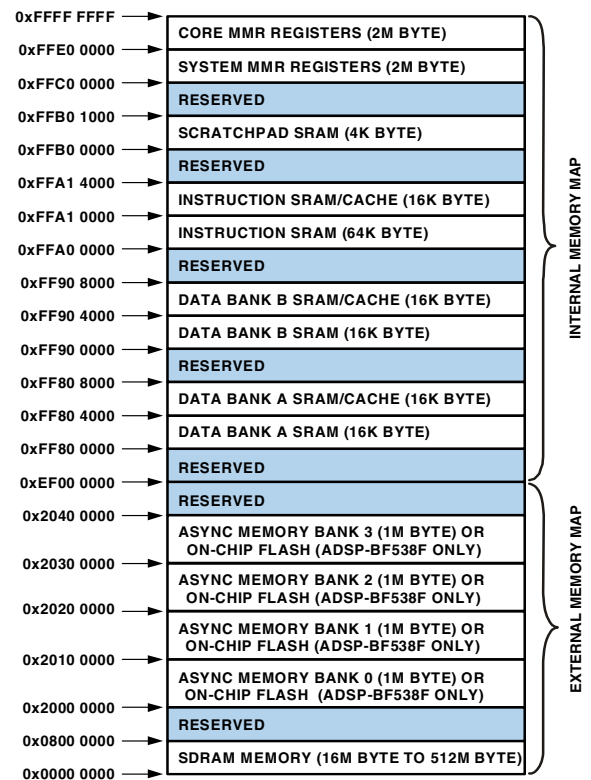 0xFFFF FFFF
CORE MMR REGISTERS (2M BYTE)
0xFFE0 0000
SYSTEM MMR REGISTERS (2M BYTE)
0xFFC0 0000
RESERVED
0xFFB0 1000
SCRATCHPAD SRAM (4K BYTE)
0xFFB0 0000
RESERVED
0xFFA1 4000
INSTRUCTION SRAM/CACHE (16K BYTE)
0xFFA1 0000
INSTRUCTION SRAM (64K BYTE)
0xFFA0 0000
RESERVED
0xFF90 8000
DATA BANK B SRAM/CACHE (16K BYTE)
0xFF90 4000
DATA BANK B SRAM (16K BYTE)
0xFF90 0000
RESERVED
0xFF80 8000
DATA BANK A SRAM/CACHE (16K BYTE)
0xFF80 4000
DATA BANK A SRAM (16K BYTE)
0xFF80 0000
RESERVED
0xEF00 0000
RESERVED
0x2040 0000
ASYNC MEMORY BANK 3 (1M BYTE) OR
ON-CHIP FLASH (ADSP-BF538F ONLY)
0x2030 0000
ASYNC MEMORY BANK 2 (1M BYTE) OR
ON-CHIP FLASH (ADSP-BF538F ONLY)
0x2020 0000
ASYNC MEMORY BANK 1 (1M BYTE) OR
ON-CHIP FLASH (ADSP-BF538F ONLY)
0x2010 0000
ASYNC MEMORY BANK 0 (1M BYTE) OR
ON-CHIP FLASH (ADSP-BF538F ONLY)
0x2000 0000
RESERVED
0x0800 0000
SDRAM MEMORY (16M BYTE TO 512M BYTE)
0x0000 0000
INTERNAL MEMORY MAP
EXTERNAL MEMORY MAP